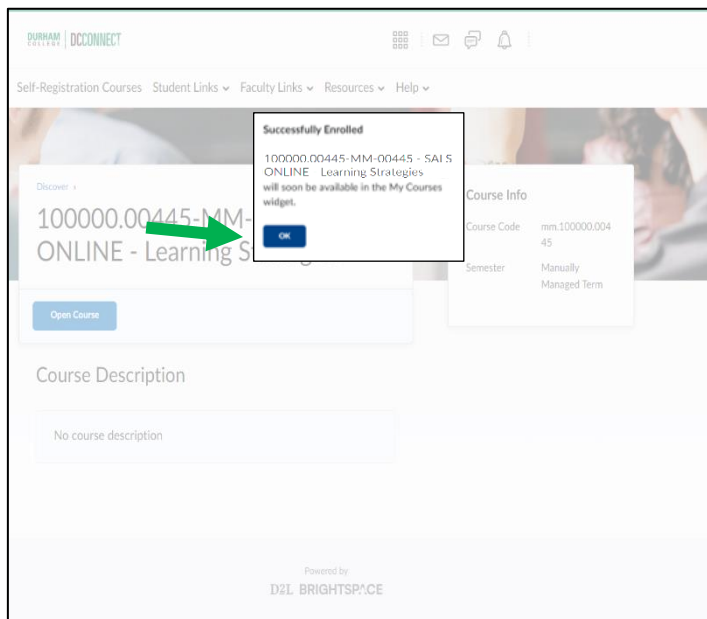 DURHAM COLLEGE | DCCONNECT
Self-Registration Courses Student Links Faculty Links Resources Help
Successfully Enrolled
100000.00445-MM-00445 - SALS
ONLINE Learning Strategies
will soon be available in the My Courses
widget.
OK
Discover ›
100000.00445-MM-
ONLINE - Learning S
Open Course
Course Info
Course Code mm.100000.004
45
Semester Manually
Managed Term
Course Description
No course description
Powered by
D2L BRIGHTSPACE